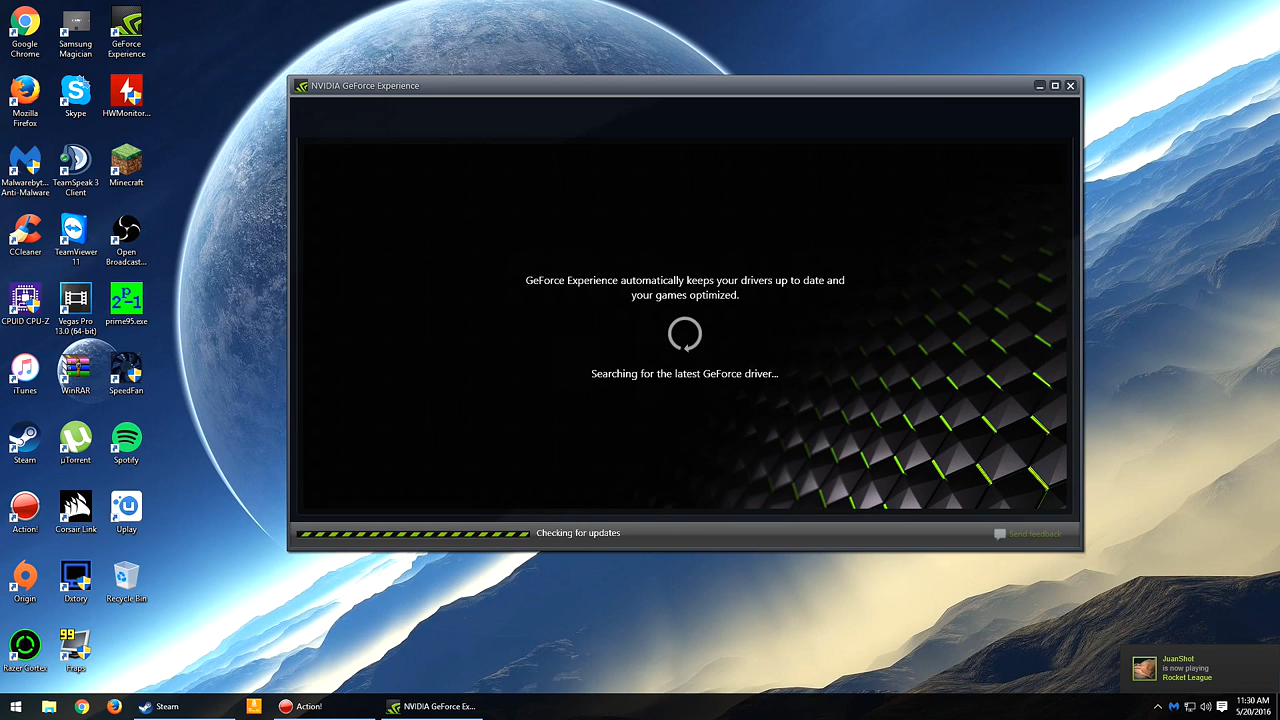 Google
Chrome
Samsung
Magician
GeForce
Experience
Mozilla
Firefox
Skype
HWMonitor...
Malwarebyt...
Anti-Malware
TeamSpeak 3
Client
Minecraft
CCleaner
TeamViewer
11
Open
Broadcast...
CPUID CPU-Z
Vegas Pro
13.0 (64-bit)
2^P-1
prime95.exe
iTunes
WinRAR
SpeedFan
Steam
µTorrent
Spotify
Action!
Corsair Link
Uplay
Origin
Dxtory
Recycle Bin
Razer Cortex
99
Fraps
NVIDIA GeForce Experience
GeForce Experience automatically keeps your drivers up to date and
your games optimized.
Searching for the latest GeForce driver...
Checking for updates
Send feedback
JuanShot
is now playing
Rocket League
Steam
Action!
NVIDIA GeForce Ex...
11:30 AM
5/20/2016